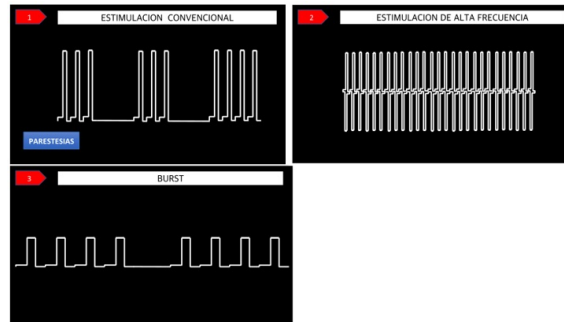 1
ESTIMULACION CONVENCIONAL
PARESTESIAS
2
ESTIMULACION DE ALTA FRECUENCIA
3
BURST